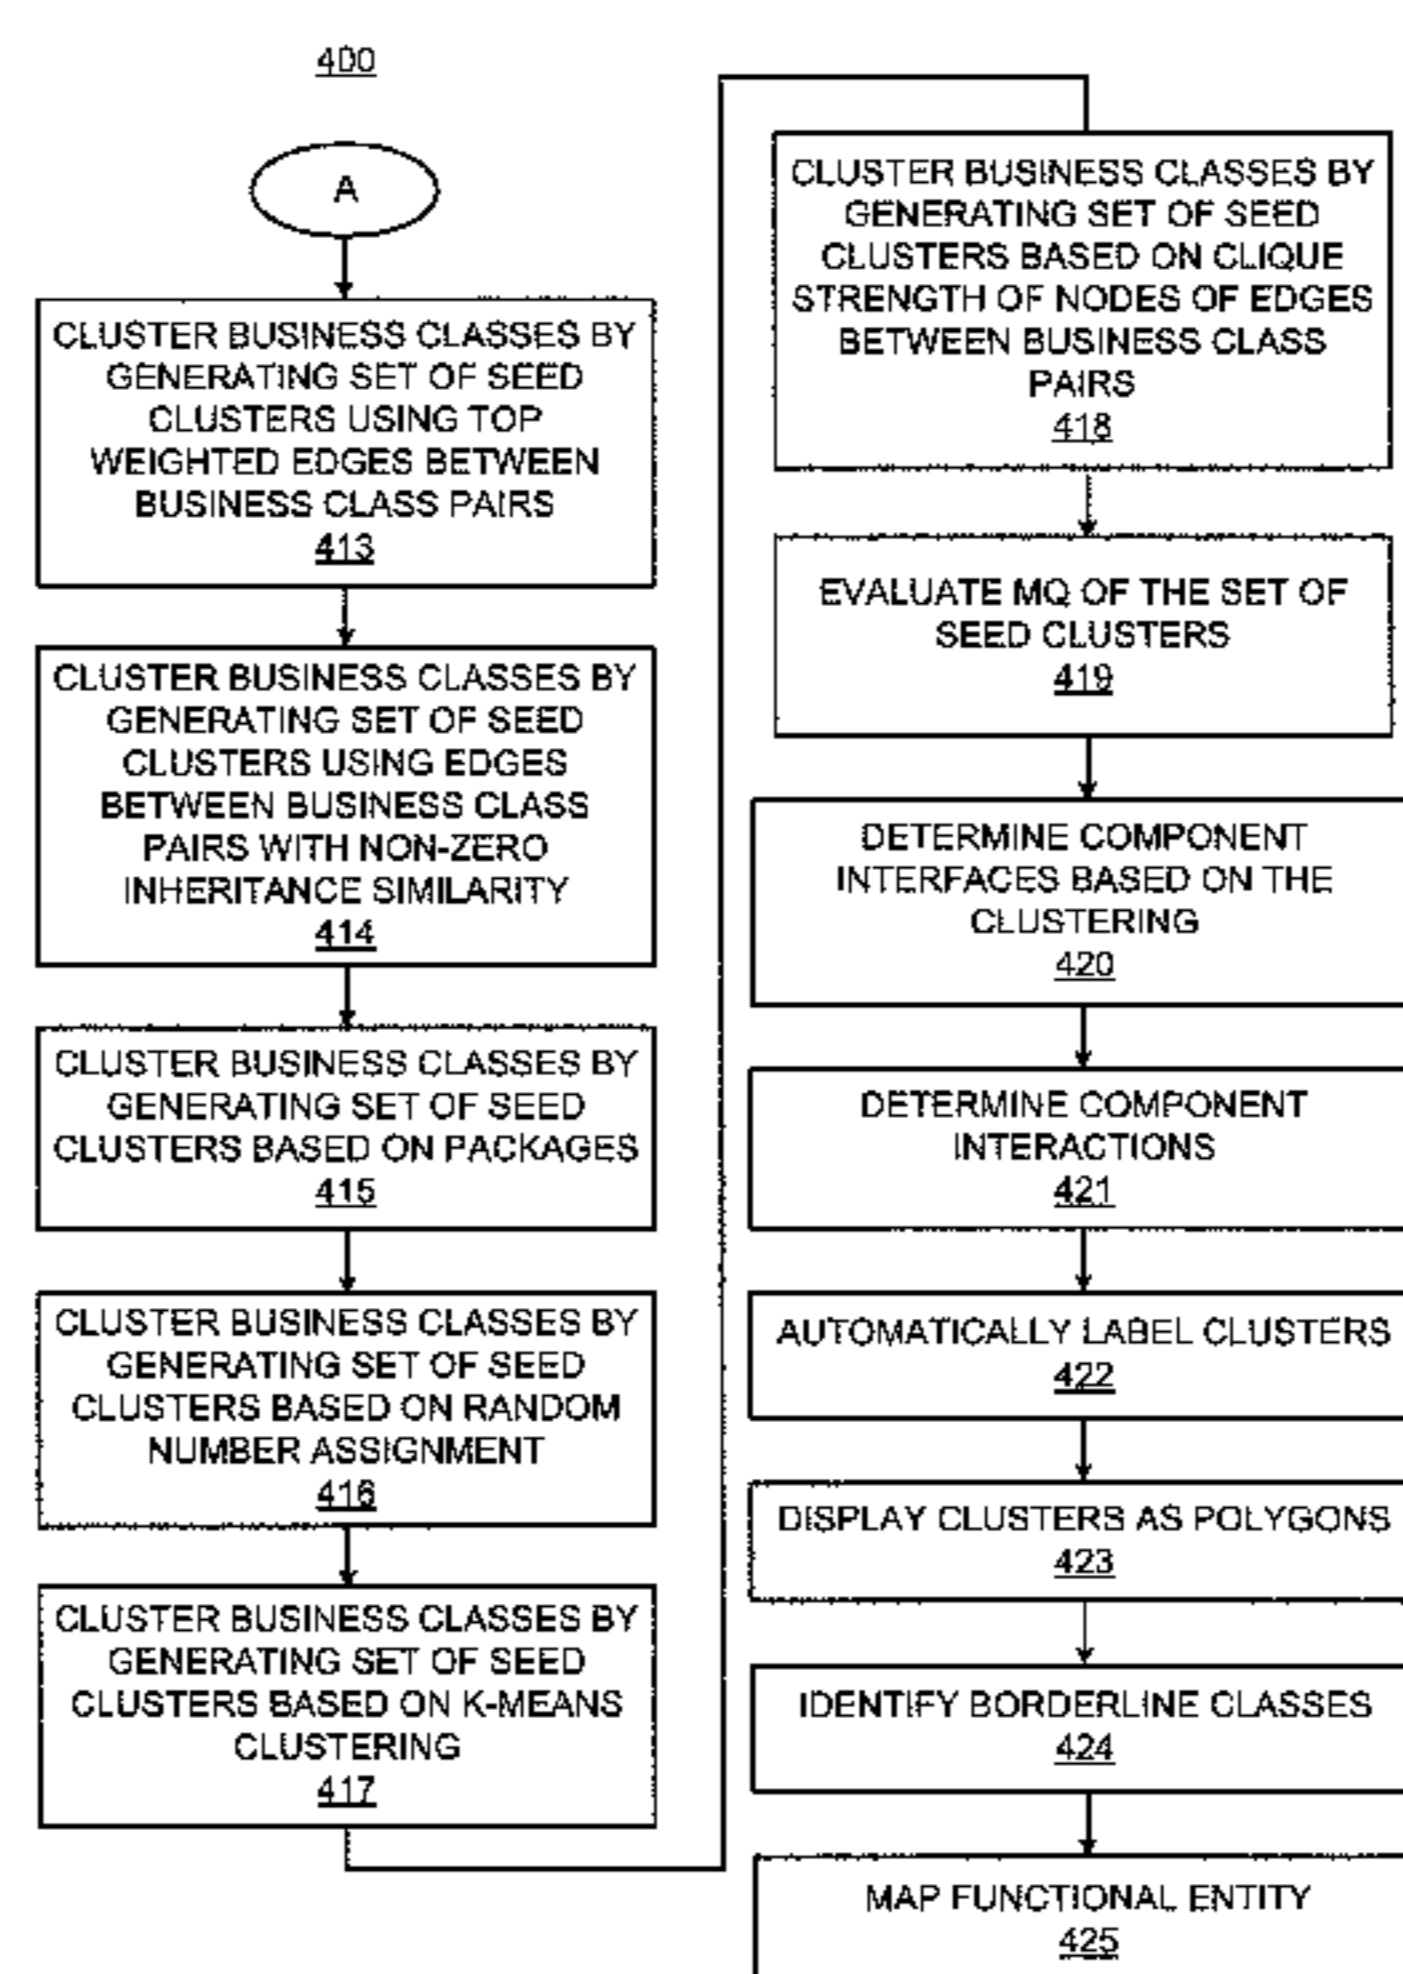 400
A
CLUSTER BUSINESS CLASSES BY
GENERATING SET OF SEED
CLUSTERS USING TOP
WEIGHTED EDGES BETWEEN
BUSINESS CLASS PAIRS
413
CLUSTER BUSINESS CLASSES BY
GENERATING SET OF SEED
CLUSTERS USING EDGES
BETWEEN BUSINESS CLASS
PAIRS WITH NON-ZERO
INHERITANCE SIMILARITY
414
CLUSTER BUSINESS CLASSES BY
GENERATING SET OF SEED
CLUSTERS BASED ON PACKAGES
415
CLUSTER BUSINESS CLASSES BY
GENERATING SET OF SEED
CLUSTERS BASED ON RANDOM
NUMBER ASSIGNMENT
416
CLUSTER BUSINESS CLASSES BY
GENERATING SET OF SEED
CLUSTERS BASED ON K-MEANS
CLUSTERING
417
CLUSTER BUSINESS CLASSES BY
GENERATING SET OF SEED
CLUSTERS BASED ON CLIQUE
STRENGTH OF NODES OF EDGES
BETWEEN BUSINESS CLASS
PAIRS
418
EVALUATE MQ OF THE SET OF
SEED CLUSTERS
419
DETERMINE COMPONENT
INTERFACES BASED ON THE
CLUSTERING
420
DETERMINE COMPONENT
INTERACTIONS
421
AUTOMATICALLY LABEL CLUSTERS
422
DISPLAY CLUSTERS AS POLYGONS
423
IDENTIFY BORDERLINE CLASSES
424
MAP FUNCTIONAL ENTITY
425